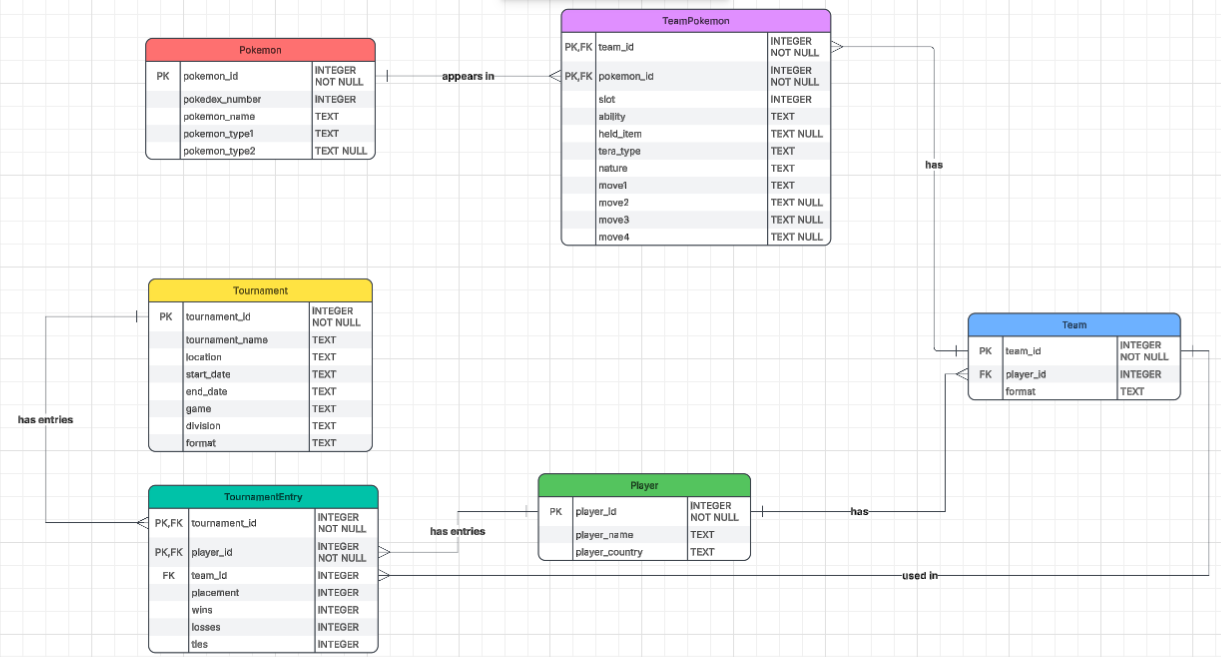 Pokemon
PK pokemon_id INTEGER NOT NULL
pokedex_number INTEGER
pokemon_name TEXT
pokemon_type1 TEXT
pokemon_type2 TEXT NULL
appears in
TeamPokemon
PK,FK team_id INTEGER NOT NULL
PK,FK pokemon_id INTEGER NOT NULL
slot INTEGER
ability TEXT
held_item TEXT NULL
tera_type TEXT
nature TEXT
move1 TEXT
move2 TEXT NULL
move3 TEXT NULL
move4 TEXT NULL
has
Tournament
PK tournament_id INTEGER NOT NULL
tournament_name TEXT
location TEXT
start_date TEXT
end_date TEXT
game TEXT
division TEXT
format TEXT
Team
PK team_id INTEGER NOT NULL
FK player_id INTEGER
format TEXT
has entries
TournamentEntry
PK,FK tournament_id INTEGER NOT NULL
PK,FK player_id INTEGER NOT NULL
FK team_id INTEGER
placement INTEGER
wins INTEGER
losses INTEGER
ties INTEGER
has entries
Player
PK player_id INTEGER NOT NULL
player_name TEXT
player_country TEXT
has
used in